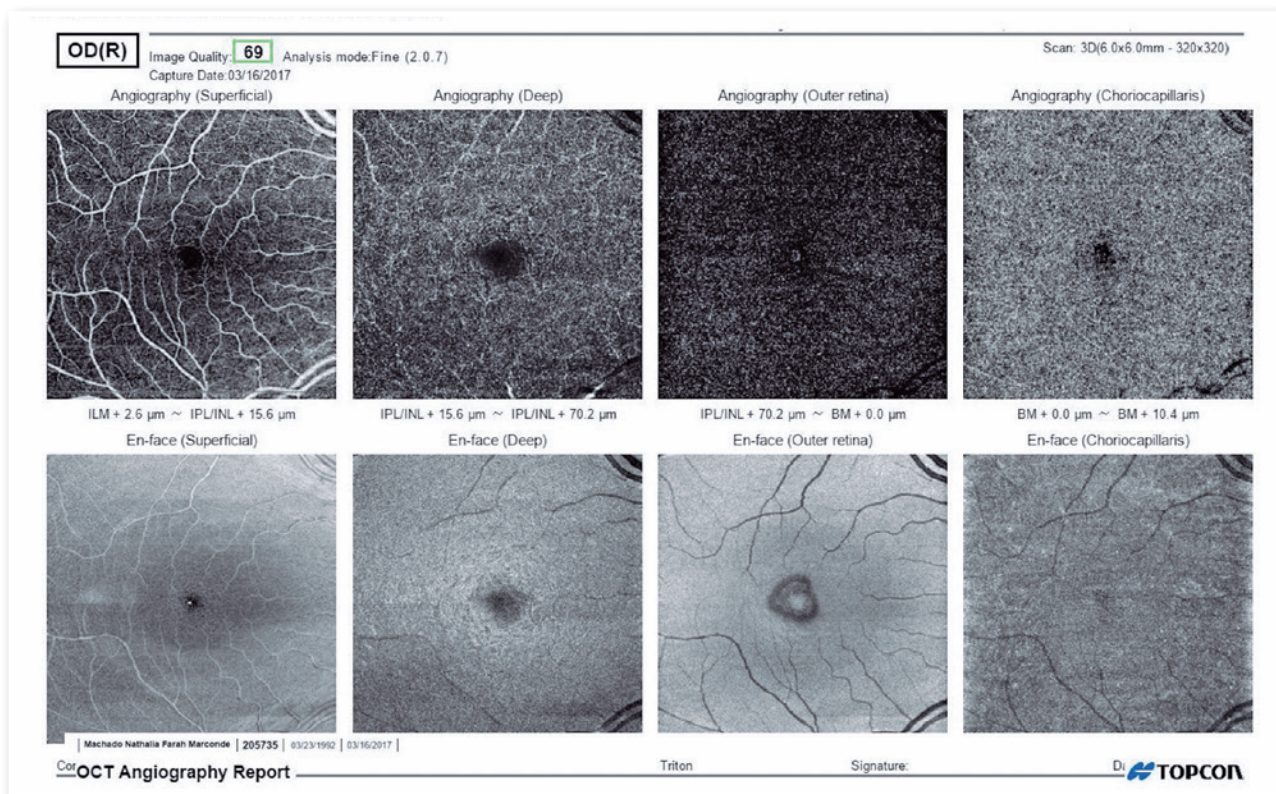 OD(R)
Image Quality: 69 Analysis mode:Fine (2.0.7)
Scan: 3D(6.0x6.0mm - 320x320)
Capture Date:03/16/2017
Angiography (Superficial) Angiography (Deep) Angiography (Outer retina) Angiography (Choriocapillaris)
ILM + 2.6 μm ~ IPL/INL + 15.6 μm IPL/INL + 15.6 μm ~ IPL/INL + 70.2 μm IPL/INL + 70.2 μm ~ BM + 0.0 μm BM + 0.0 μm ~ BM + 10.4 μm
En-face (Superficial) En-face (Deep) En-face (Outer retina) En-face (Choriocapillaris)
Machado Nathalia Farah Marconde | 205735 | 03/23/1992 | 03/16/2017 |
OCT Angiography Report Triton Signature: TOPCON